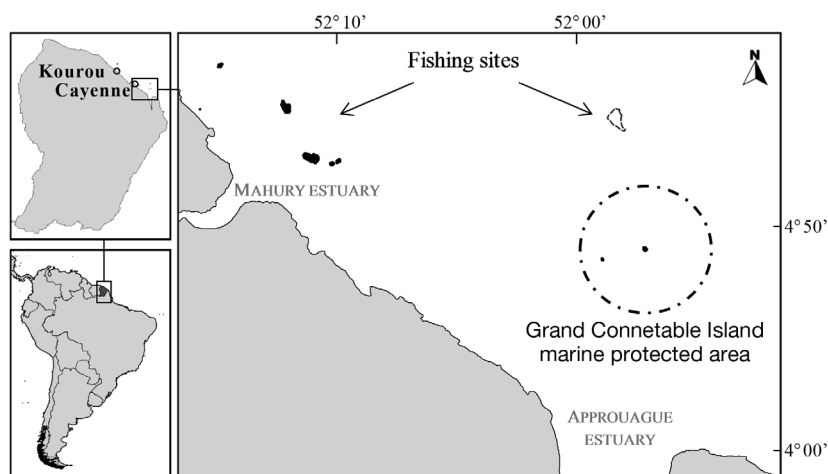 52°10’ 52°00’
Kourou
Cayenne
Fishing sites
N
MAHURY ESTUARY
4°50’
Grand Connetable Island
marine protected area
APPROUAGUE
ESTUARY
4°00’